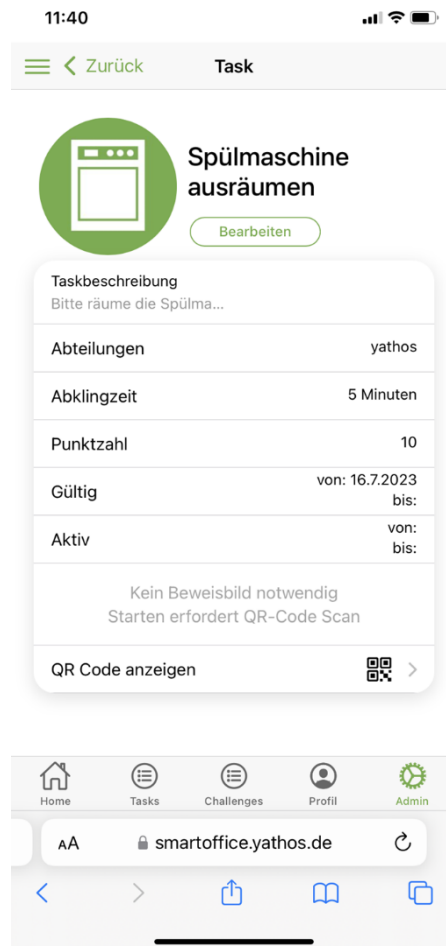 11:40
Zurück
Task
Spülmaschine
ausräumen
Bearbeiten
Taskbeschreibung
Bitte räume die Spülma...
Abteilungen yathos
Abklingzeit 5 Minuten
Punktzahl 10
Gültig von: 16.7.2023
bis:
Aktiv von:
bis:
Kein Beweisbild notwendig
Starten erfordert QR-Code Scan
QR Code anzeigen
Home Tasks Challenges Profil Admin
AA smartoffice.yathos.de